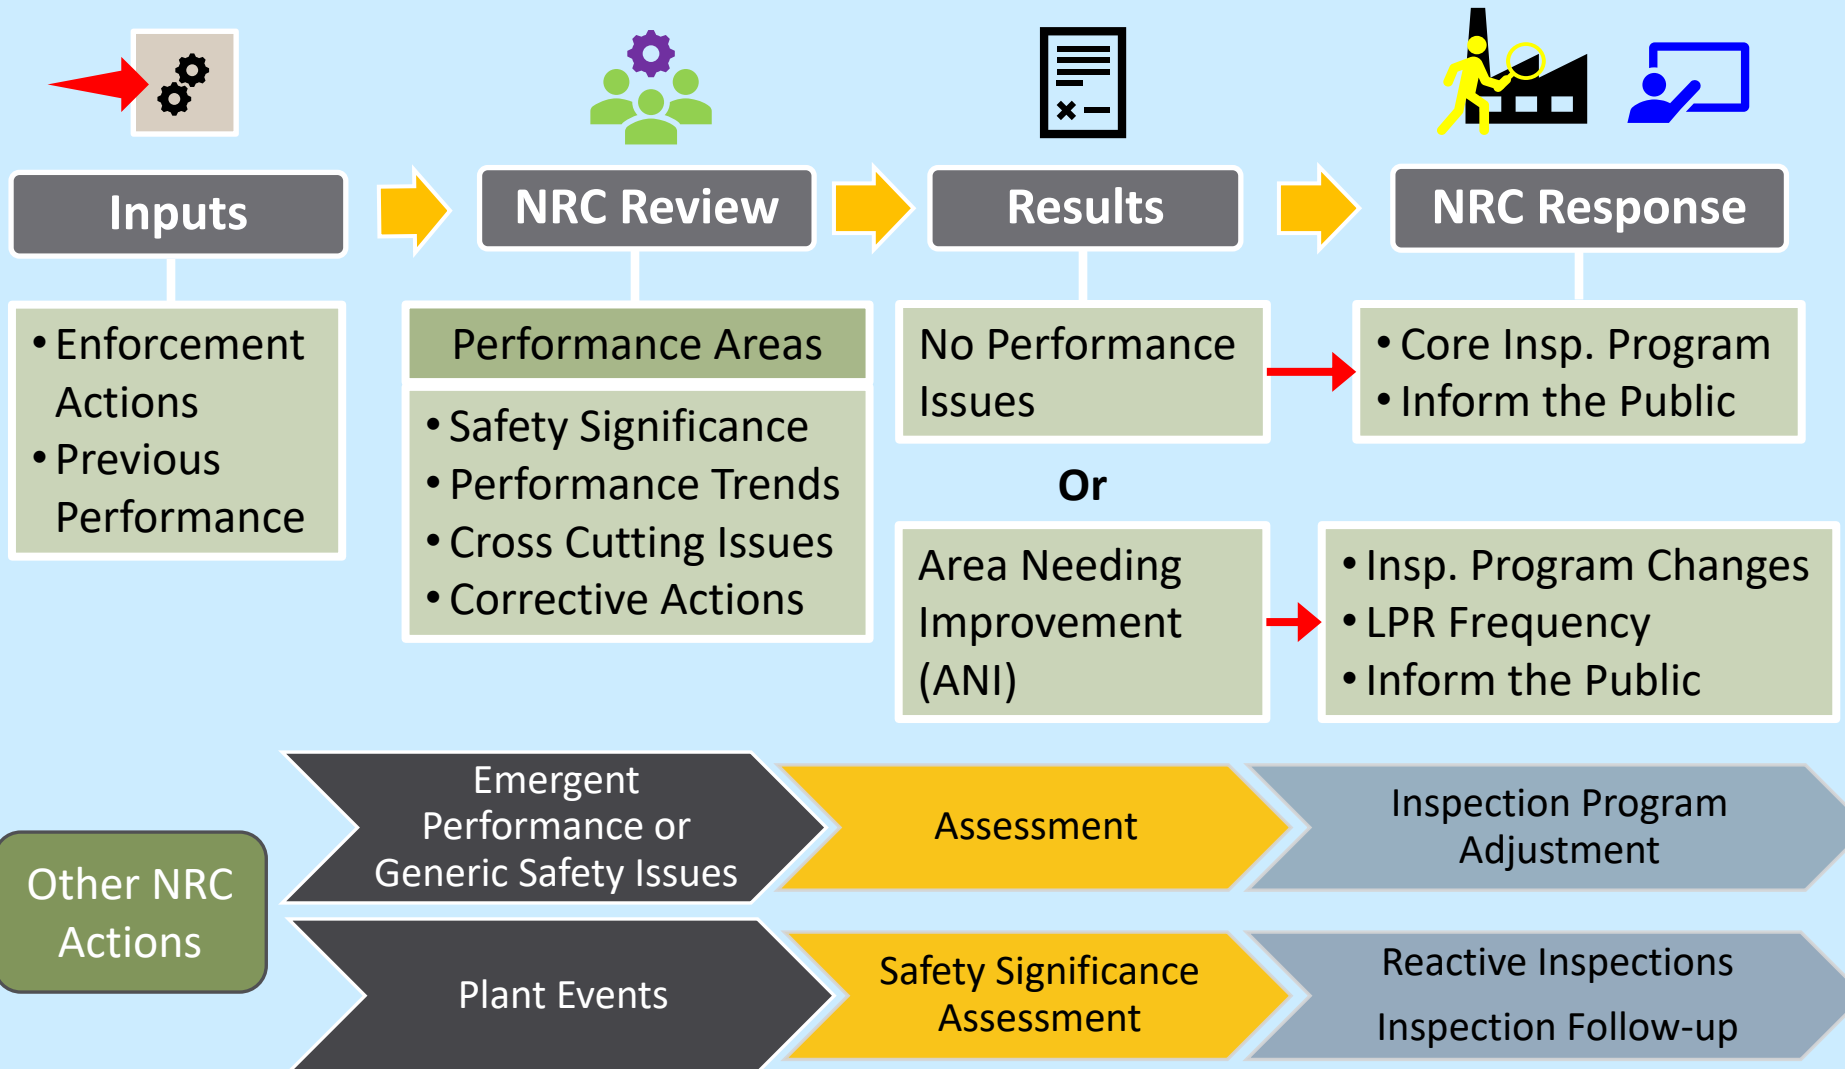 Inputs
NRC Review
Results
NRC Response
• Enforcement
Actions
• Previous
Performance
Performance Areas
• Safety Significance
• Performance Trends
• Cross Cutting Issues
• Corrective Actions
No Performance
Issues
• Core Insp. Program
• Inform the Public
Or
Area Needing
Improvement
(ANI)
• Insp. Program Changes
• LPR Frequency
• Inform the Public
Other NRC
Actions
Emergent
Performance or
Generic Safety Issues
Assessment
Inspection Program
Adjustment
Plant Events
Safety Significance
Assessment
Reactive Inspections
Inspection Follow-up